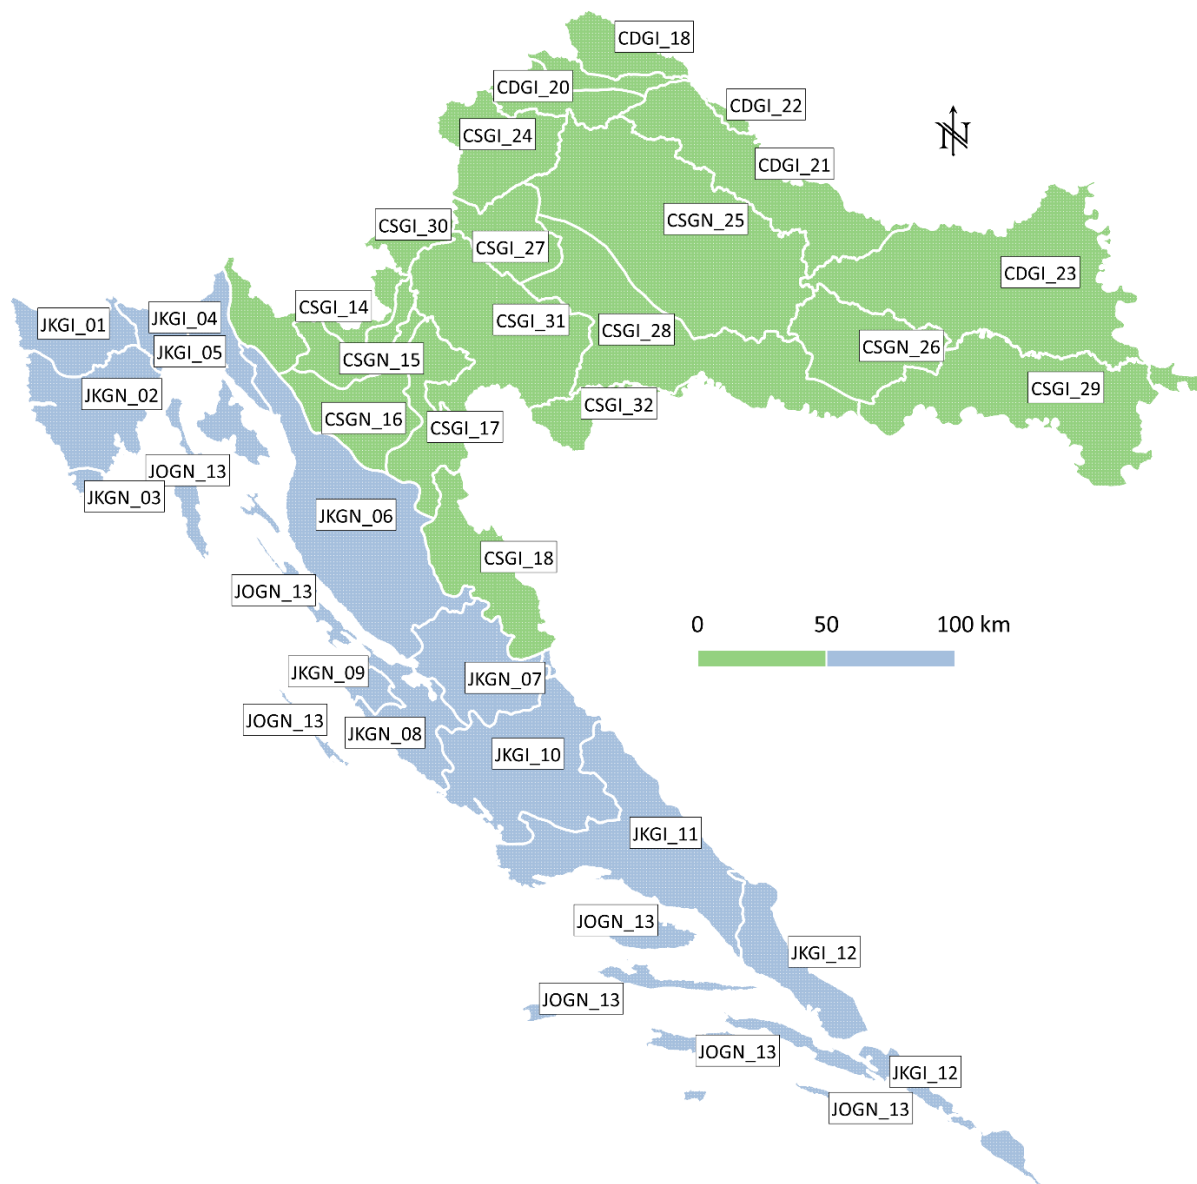 CDGI_18
CDGI_20
CDGI_22
N
CSGI_24
CDGI_21
CSGI_30
CSGN_25
CSGI_27
CDGI_23
CSGI_14
JKGI_04
JKGI_01
CSGI_31
CSGI_28
JKGI_05
CSGN_15
CSGN_26
JKGN_02
CSGI_29
CSGI_32
CSGN_16
CSGI_17
JOGN_13
JKGN_03
JKGN_06
CSGI_18
JOGN_13
0 50 100 km
JKGN_09
JKGN_07
JOGN_13
JKGN_08
JKGI_10
JKGI_11
JOGN_13
JKGI_12
JOGN_13
JOGN_13
JKGI_12
JOGN_13